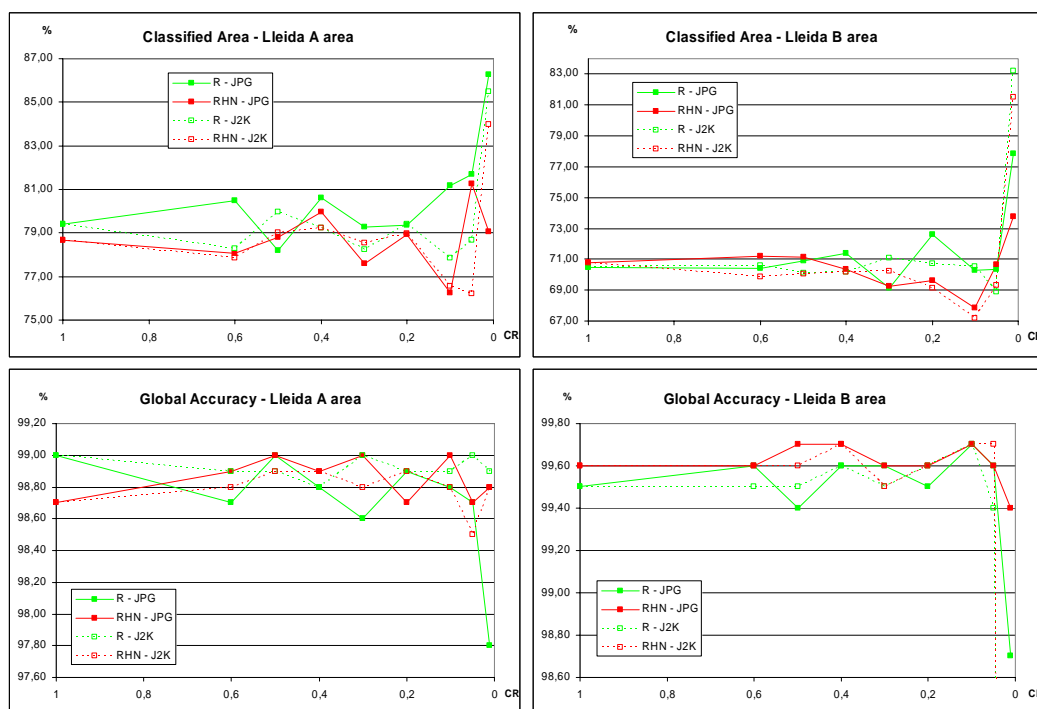 %
Classified Area - Lleida A area
87,00
85,00
83,00
81,00
79,00
77,00
75,00
R - JPG
RHN - JPG
R - J2K
RHN - J2K
1 0,8 0,6 0,4 0,2 0 CR
%
Classified Area - Lleida B area
83,00
81,00
79,00
77,00
75,00
73,00
71,00
69,00
67,00
R - JPG
RHN - JPG
R - J2K
RHN - J2K
1 0,8 0,6 0,4 0,2 0 CR
%
Global Accuracy - Lleida A area
99,20
99,00
98,80
98,60
98,40
98,20
98,00
97,80
97,60
R - JPG
RHN - JPG
R - J2K
RHN - J2K
1 0,8 0,6 0,4 0,2 0 CR
%
Global Accuracy - Lleida B area
99,80
99,60
99,40
99,20
99,00
98,80
98,60
R - JPG
RHN - JPG
R - J2K
RHN - J2K
1 0,8 0,6 0,4 0,2 0 CR